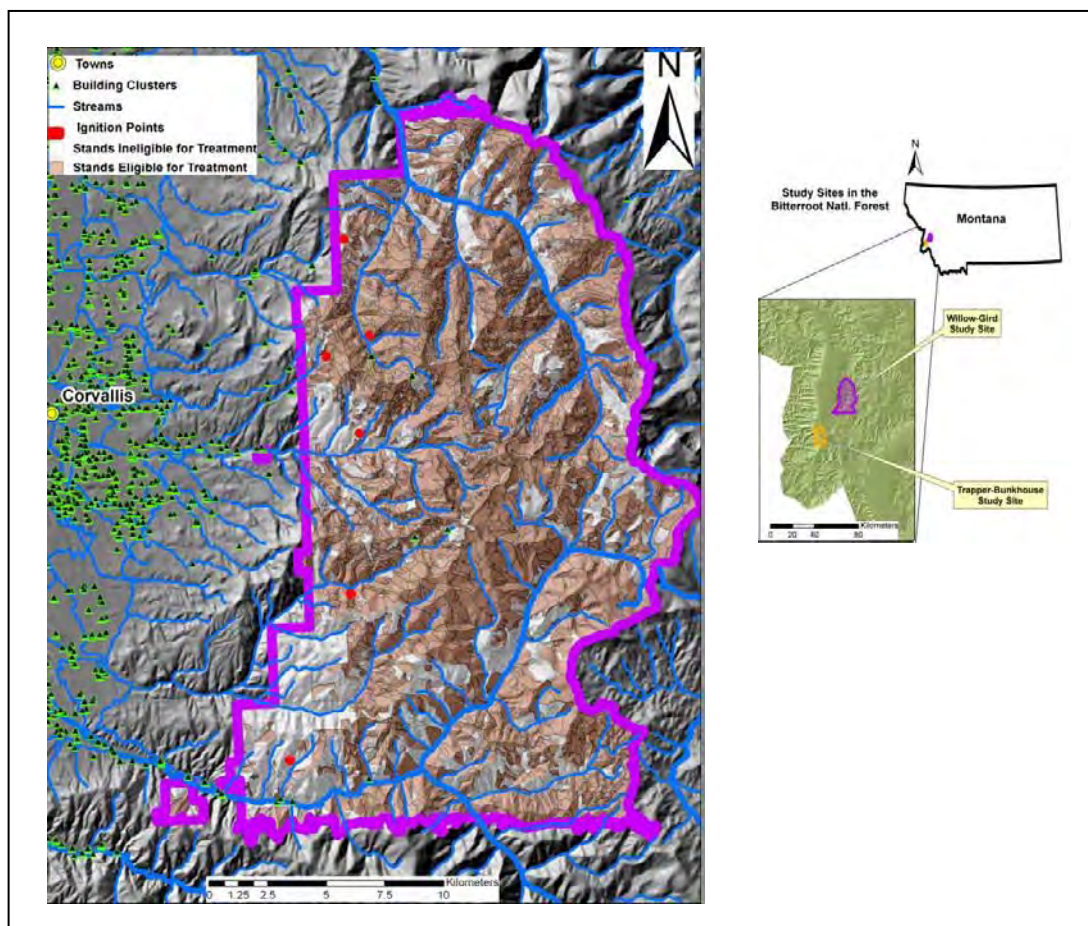 Towns
Building Clusters
Streams
Ignition Points
Stands Ineligible for Treatment
Stands Eligible for Treatment
N
Corvallis
Kilometers
0 1.25 2.5 5 7.5 10
N
Study Sites in the
Bitterroot Natl. Forest
Montana
Willow-Gird
Study Site
Trapper-Bunkhouse
Study Site
Kilometers
0 20 40 80